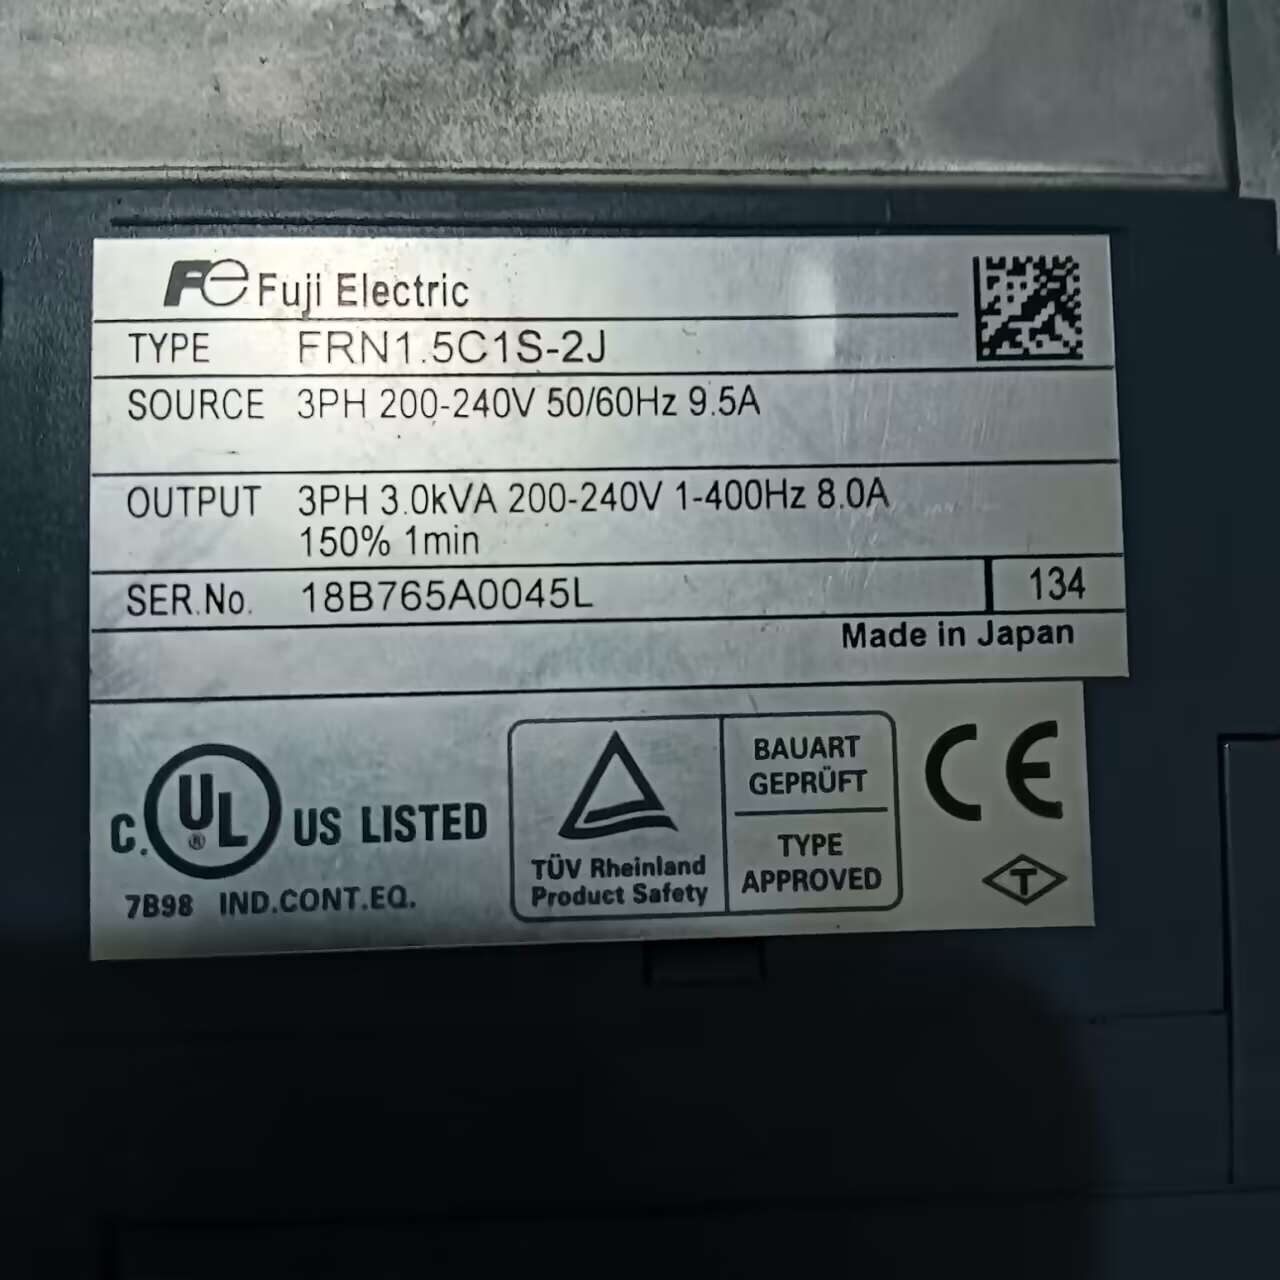 Fe Fuji Electric
TYPE FRN1.5C1S-2J
SOURCE 3PH 200-240V 50/60Hz 9.5A
OUTPUT 3PH 3.0kVA 200-240V 1-400Hz 8.0A
150% 1min
SER.No. 18B765A0045L 134
Made in Japan
C. UL ® US LISTED
7B98 IND.CONT.EQ.
TÜV Rheinland
Product Safety
BAUART
GEPRÜFT
TYPE
APPROVED
CE
T